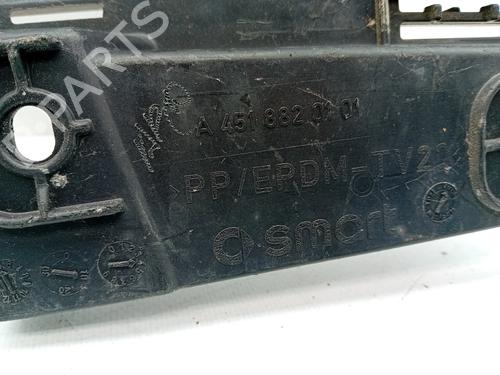 PARTS
A 451 882 01 01
PP/EPDM-TV20
smart